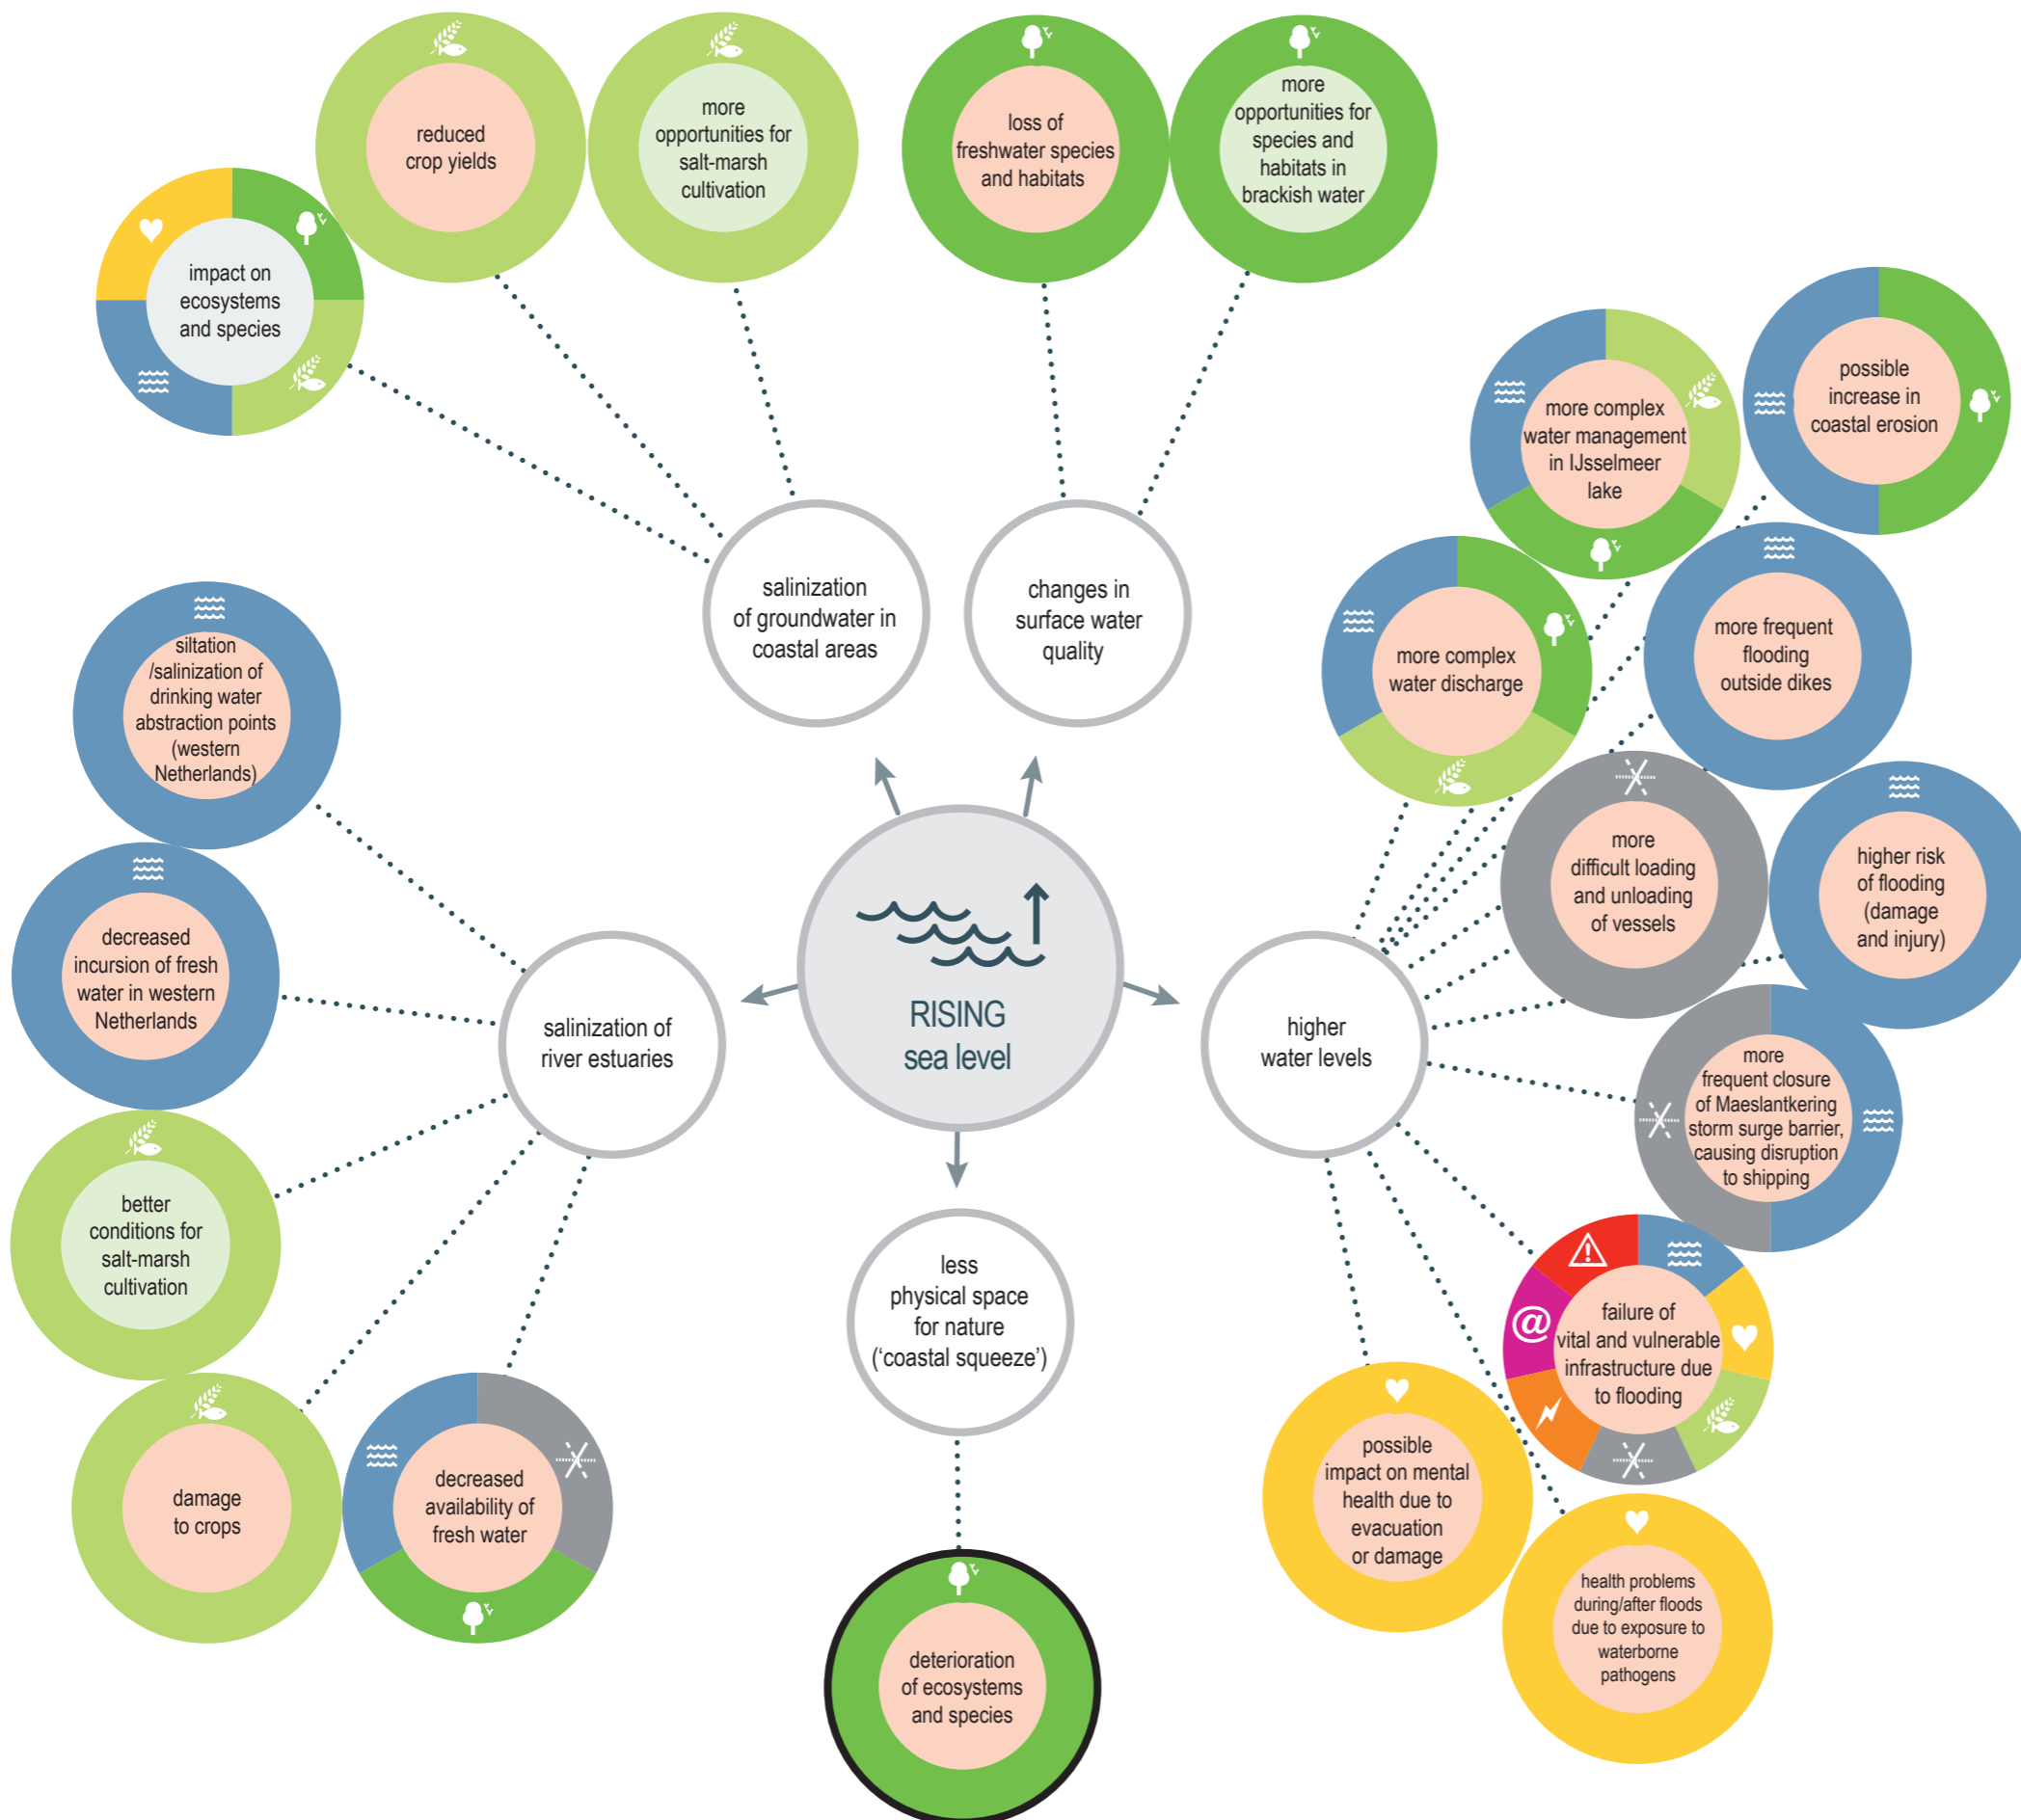 reduced
crop yields
more
opportunities for
salt-marsh
cultivation
loss of
freshwater species
and habitats
more
opportunities for
species and
habitats in
brackish water
impact on
ecosystems
and species
possible
increase in
coastal erosion
more complex
water management
in IJsselmeer
lake
salinization
of groundwater in
coastal areas
changes in
surface water
quality
more complex
water discharge
more frequent
flooding
outside dikes
siltation
/salinization of
drinking water
abstraction points
(western
Netherlands)
more
difficult loading
and unloading
of vessels
higher risk
of flooding
(damage
and injury)
decreased
incursion of fresh
water in western
Netherlands
salinization of
river estuaries
RISING
sea level
higher
water levels
more
frequent closure
of Maeslantkering
storm surge barrier,
causing disruption
to shipping
better
conditions for
salt-marsh
cultivation
less
physical space
for nature
(‘coastal squeeze’)
@
failure of
vital and vulnerable
infrastructure due
to flooding
damage
to crops
decreased
availability of
fresh water
possible
impact on mental
health due to
evacuation
or damage
health problems
during/after floods
due to exposure to
waterborne
pathogens
deterioration
of ecosystems
and species